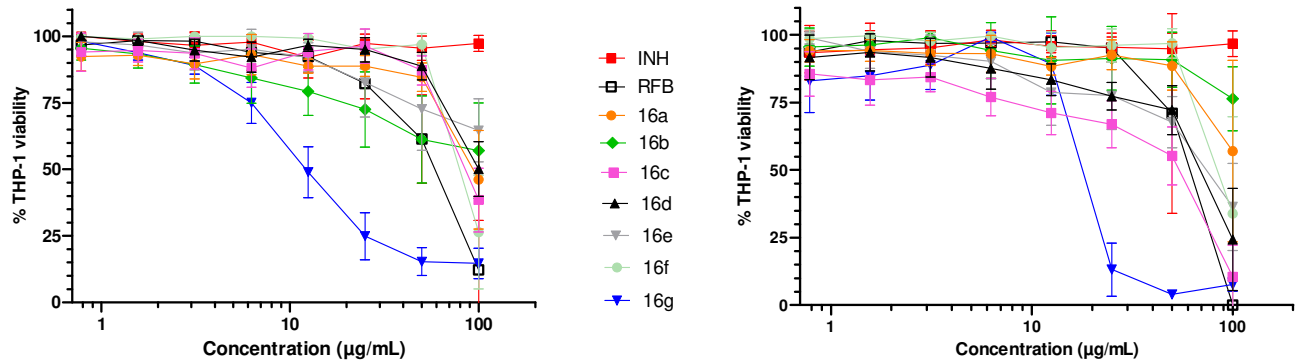 % THP-1 viability
100
75
50
25
0
1
10
100
Concentration (µg/mL)
INH
RFB
16a
16b
16c
16d
16e
16f
16g
% THP-1 viability
100
75
50
25
0
1
10
100
Concentration (µg/mL)